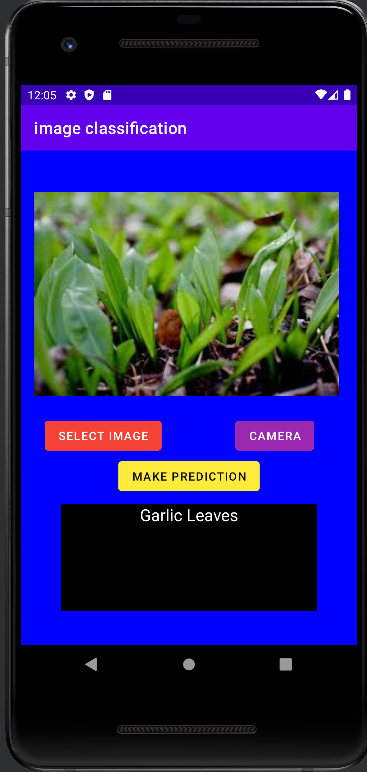 12:05
image classification
SELECT IMAGE
CAMERA
MAKE PREDICTION
Garlic Leaves